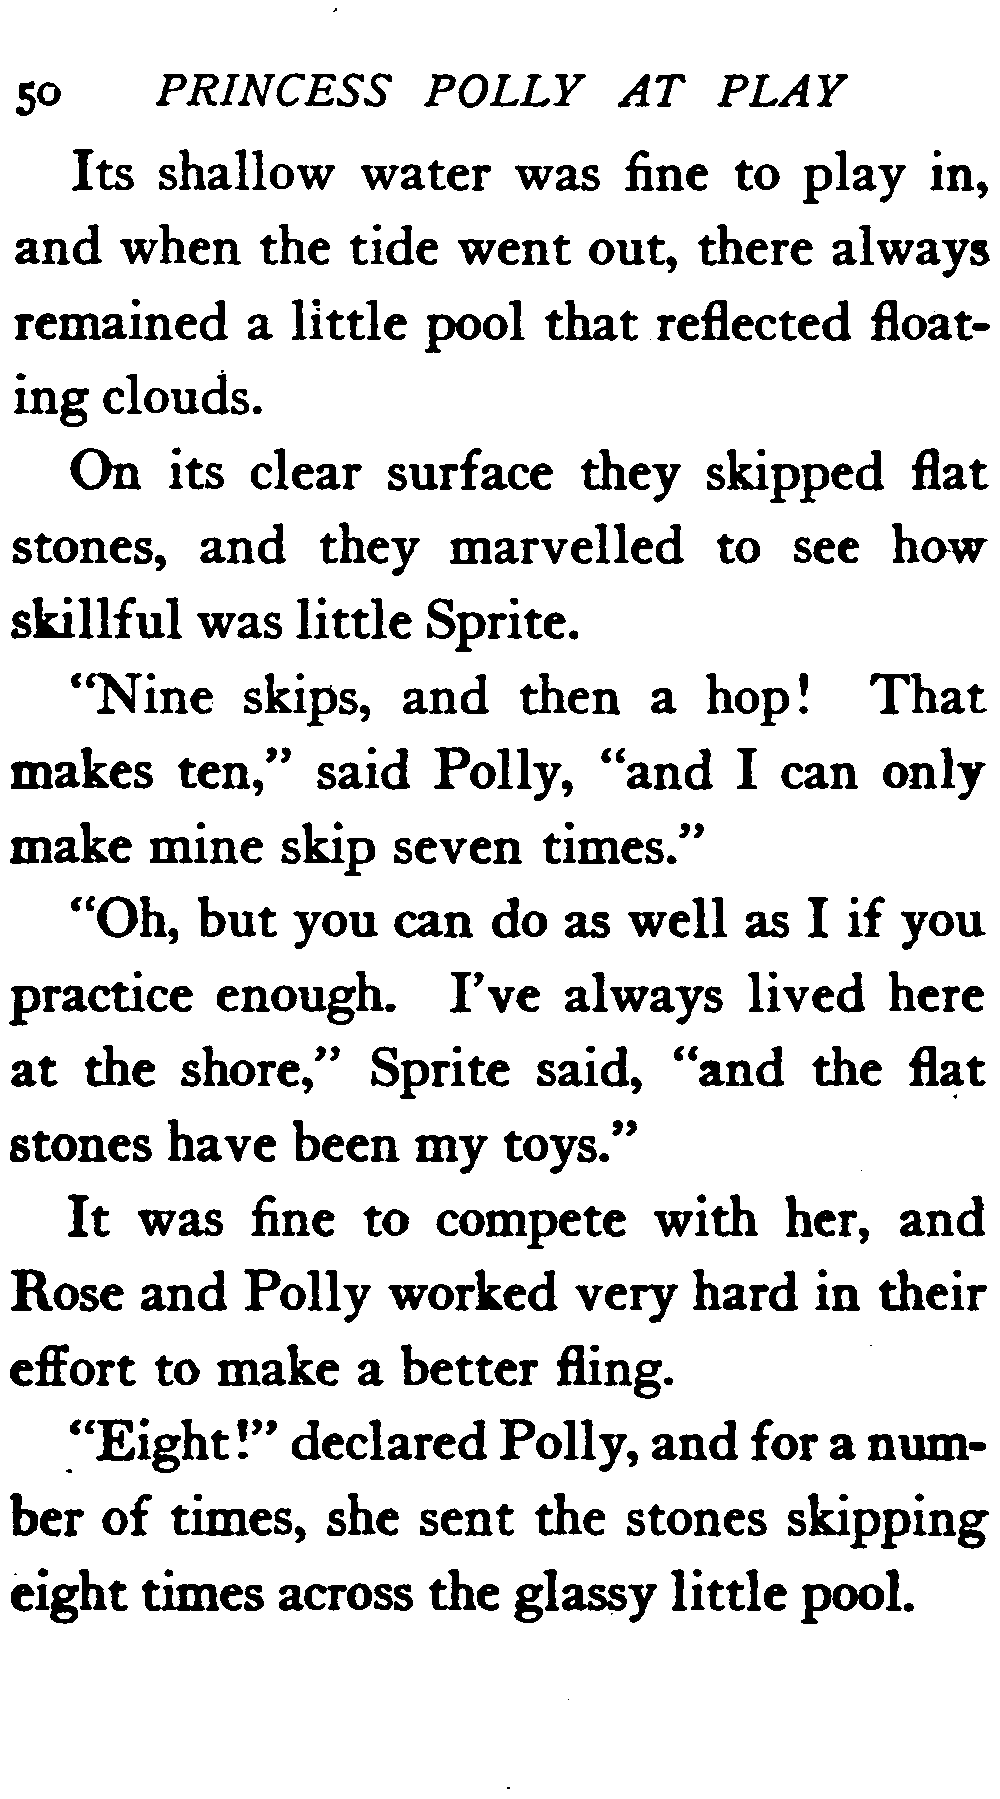 50 PRINCESS POLLY AT PLAY
Its shallow water was fine to play in,
and when the tide went out, there always
remained a little pool that reflected float-
ing clouds.
On its clear surface they skipped flat
stones, and they marvelled to see how
skillful was little Sprite.
"Nine skips, and then a hop! That
makes ten," said Polly, "and I can only
make mine skip seven times."
"Oh, but you can do as well as I if you
practice enough. I've always lived here
at the shore," Sprite said, "and the flat
stones have been my toys."
It was fine to compete with her, and
Rose and Polly worked very hard in their
effort to make a better fling.
"Eight!" declared Polly, and for a num-
ber of times, she sent the stones skipping
eight times across the glassy little pool.